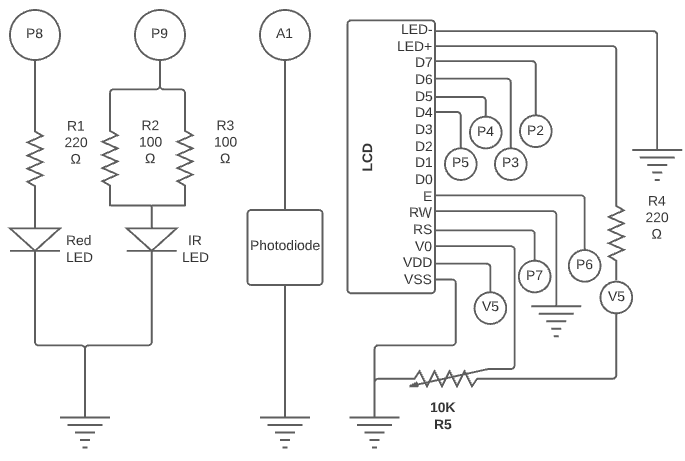 P8
P9
A1
R1
220
Ω
R2
100
Ω
R3
100
Ω
Red
LED
IR
LED
Photodiode
LCD
LED-
LED+
D7
D6
D5
D4
D3
D2
D1
D0
E
RW
RS
V0
VDD
VSS
P5
P4
P3
P2
V5
P7
P6
R4
220
Ω
V5
10K
R5